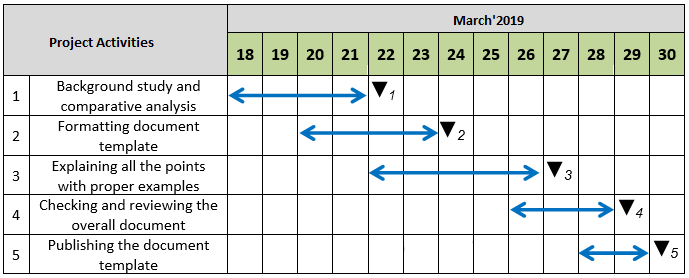 Project Activities
March'2019
18 19 20 21 22 23 24 25 26 27 28 29 30
1
Background study and
comparative analysis
1
2
Formatting document
template
2
3
Explaining all the points
with proper examples
3
4
Checking and reviewing the
overall document
4
5
Publishing the document
template
5